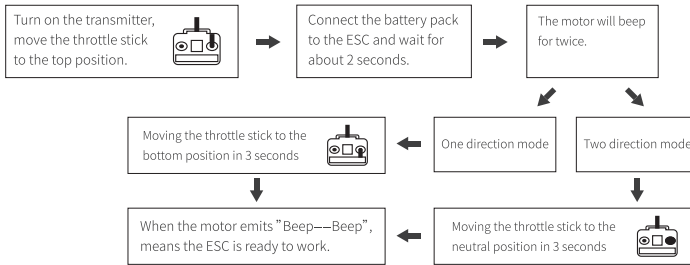 Turn on the transmitter,
move the throttle stick
to the top position.
Connect the battery pack
to the ESC and wait for
about 2 seconds.
The motor will beep
for twice.
Moving the throttle stick to the
bottom position in 3 seconds
One direction mode
Two direction mode
When the motor emits "Beep——Beep",
means the ESC is ready to work.
Moving the throttle stick to the
neutral position in 3 seconds